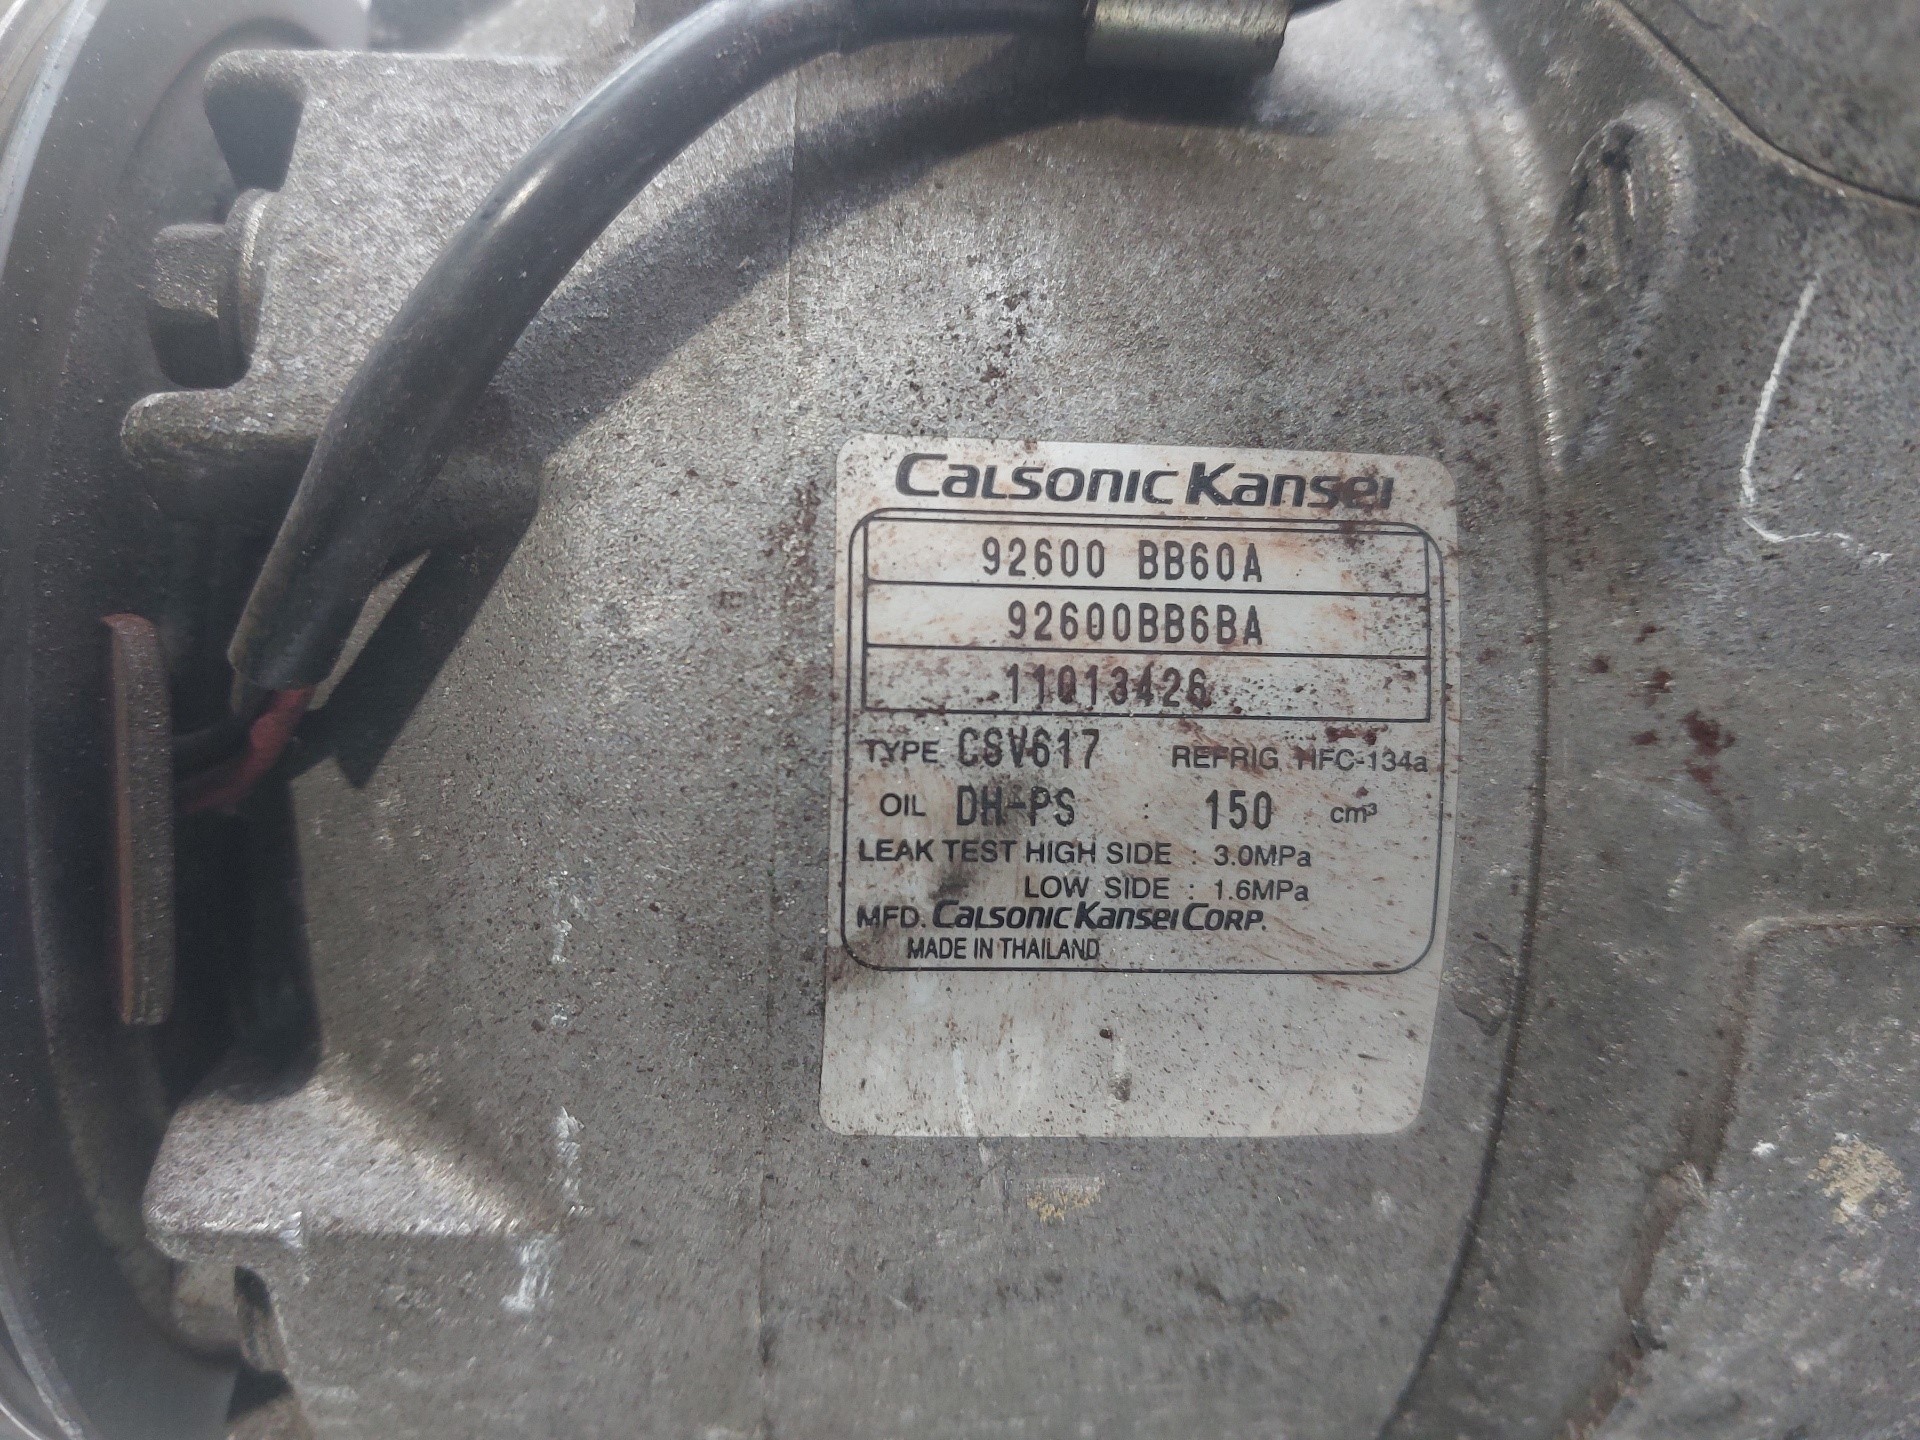 CALSONIC KANSEI
92600 BB60A
92600BB6BA
11013426
TYPE CSV617 REFRIG HFC-134a
OIL DH-PS : 150 cm³
LEAK TEST HIGH SIDE : 3.0MPa
LOW SIDE : 1.6MPa
MFD. CALSONIC KANSEI CORP.
MADE IN THAILAND